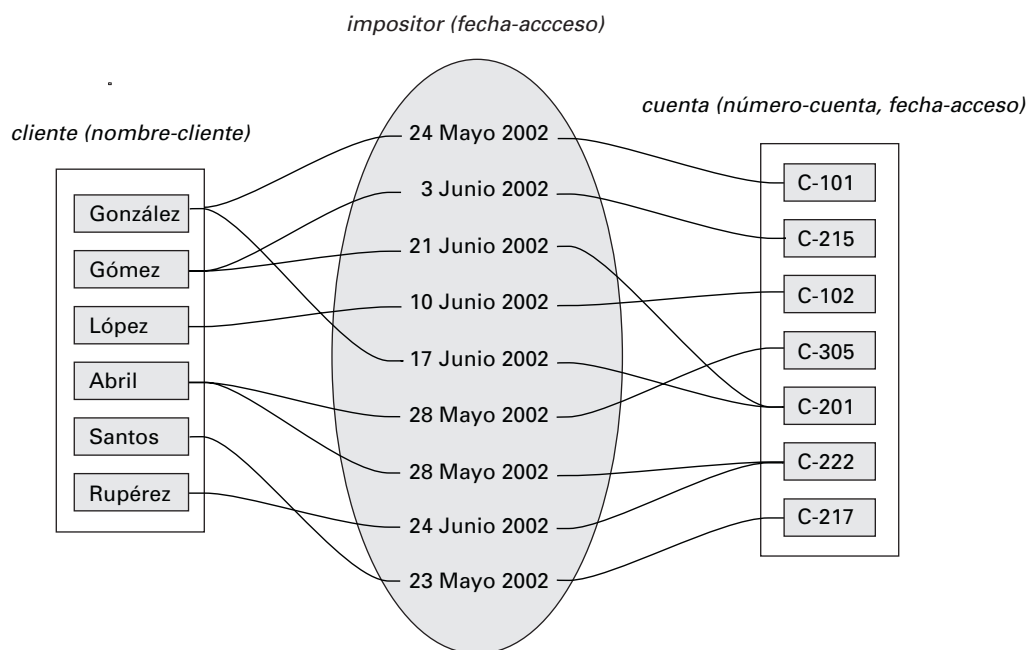 impositor (fecha-accceso)
cliente (nombre-cliente)
cuenta (número-cuenta, fecha-acceso)
González
Gómez
López
Abril
Santos
Rupérez
24 Mayo 2002
3 Junio 2002
21 Junio 2002
10 Junio 2002
17 Junio 2002
28 Mayo 2002
28 Mayo 2002
24 Junio 2002
23 Mayo 2002
C-101
C-215
C-102
C-305
C-201
C-222
C-217